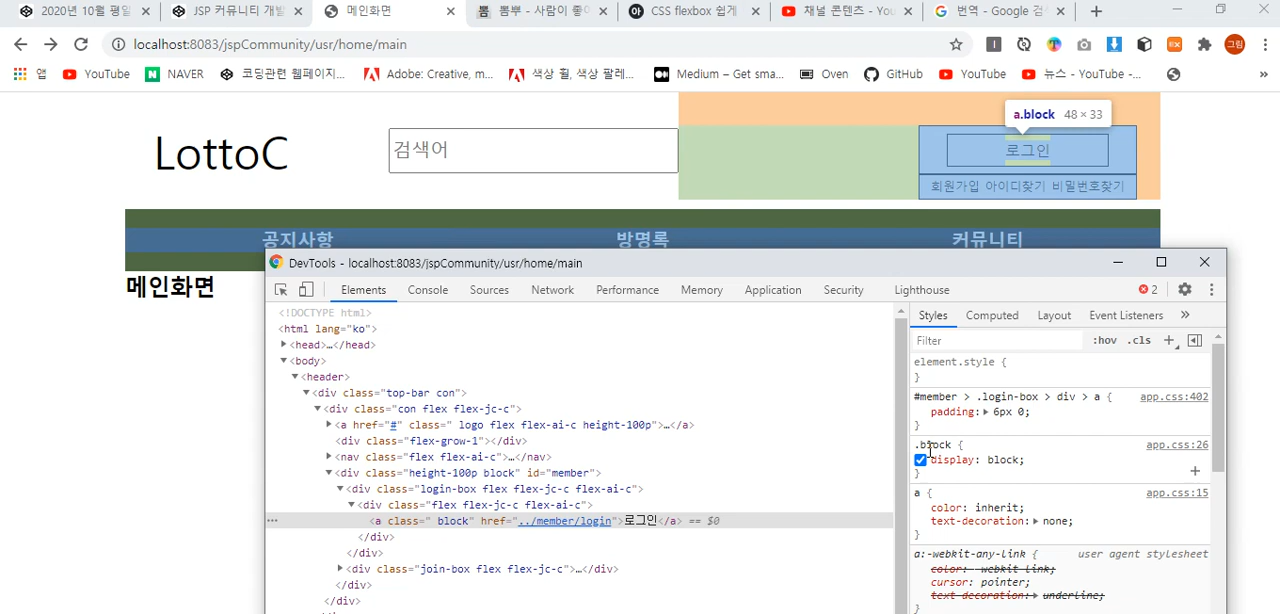 2020년 10월 평일
JSP 커뮤니티 개발
메인화면
뽐뿌 - 사람이 좋아
CSS flexbox 쉽게
채널 콘텐츠 - You
번역 - Google 검색
localhost:8083/jspCommunity/usr/home/main
그림
앱 YouTube NAVER 코딩관련 웹페이지... Adobe: Creative, m... 색상 휠, 색상 팔레... Medium – Get sma... Oven GitHub YouTube 뉴스 - YouTube -... »
LottoC
검색어
a.block 48 × 33
로그인
회원가입 아이디찾기 비밀번호찾기
공지사항 방명록 커뮤니티
메인화면
DevTools - localhost:8083/jspCommunity/usr/home/main
Elements Console Sources Network Performance Memory Application Security Lighthouse 2
<!DOCTYPE html>
<html lang="ko">
<head>…</head>
<body>
<header>
<div class="top-bar con">
<div class="con flex flex-jc-c">
<a href="#" class=" logo flex flex-ai-c height-100p">…</a>
<div class="flex-grow-1"></div>
<nav class="flex flex-ai-c">…</nav>
<div class="height-100p block" id="member">
<div class="login-box flex flex-jc-c flex-ai-c">
<div class="flex flex-jc-c flex-ai-c">
<a class=" block" href="../member/login">로그인</a> == $0
</div>
</div>
<div class="join-box flex flex-jc-c">…</div>
</div>
</div>
Styles Computed Layout Event Listeners »
Filter :hov .cls +
element.style {
}
#member > .login-box > div > a { app.css:402
padding: 6px 0;
}
.block { app.css:26
display: block;
}
a { app.css:15
color: inherit;
text-decoration: none;
}
a:-webkit-any-link { user agent stylesheet
color: -webkit-link;
cursor: pointer;
text-decoration: underline;
}